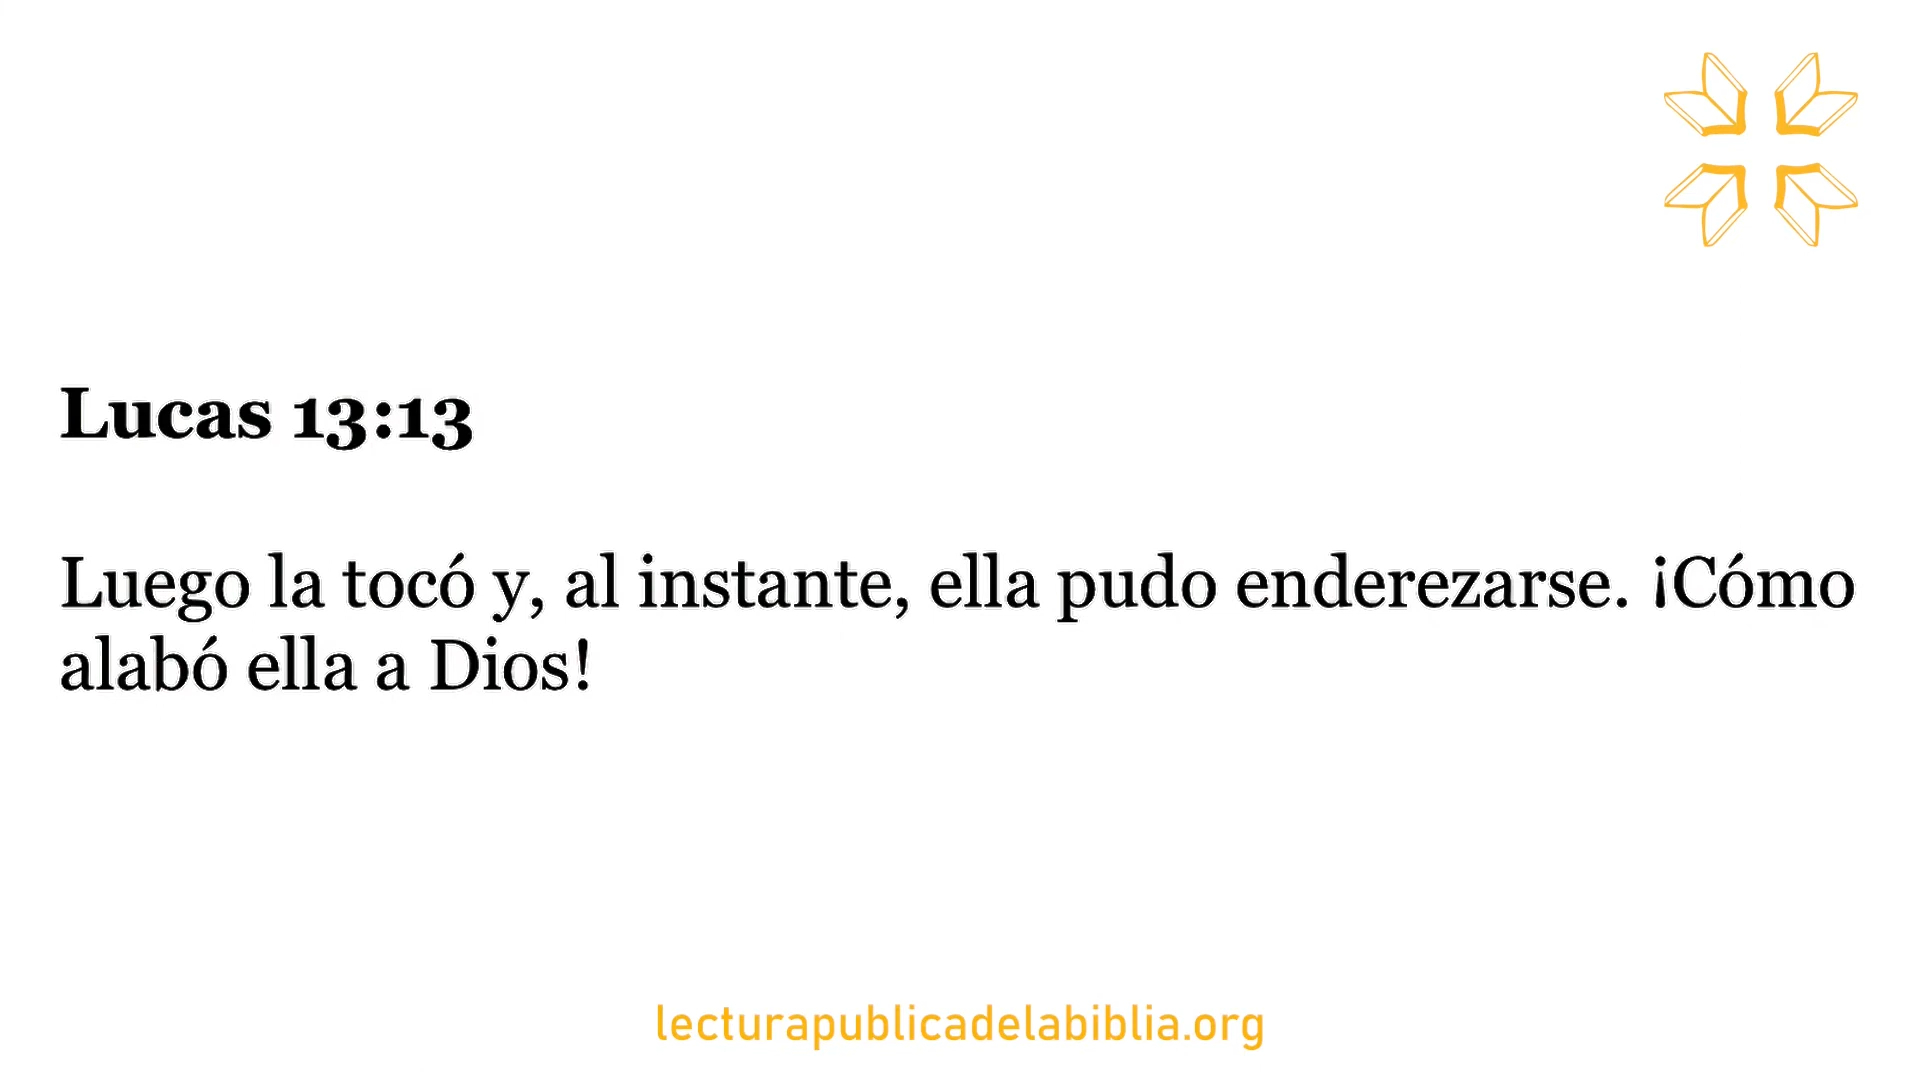 Lucas 13:13
Luego la tocó y, al instante, ella pudo enderezarse. ¡Cómo
alabó ella a Dios!
lecturapublicadelabiblia.org